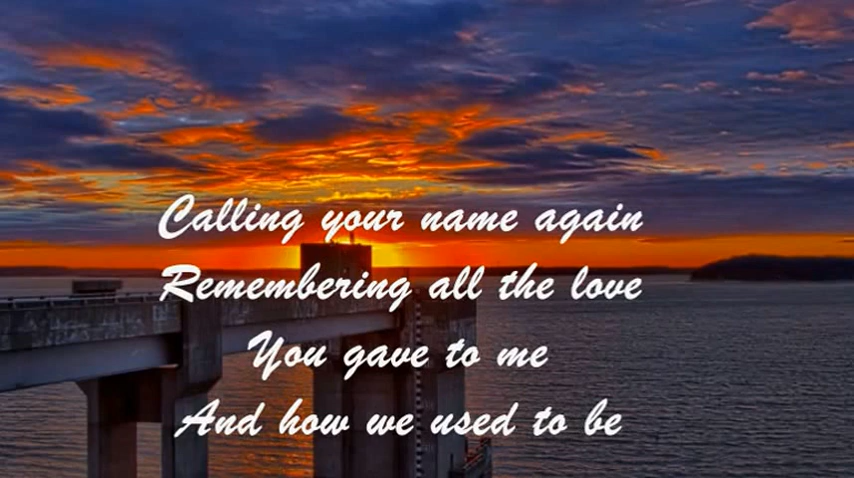 Calling your name again
Remembering all the love
You gave to me
And how we used to be